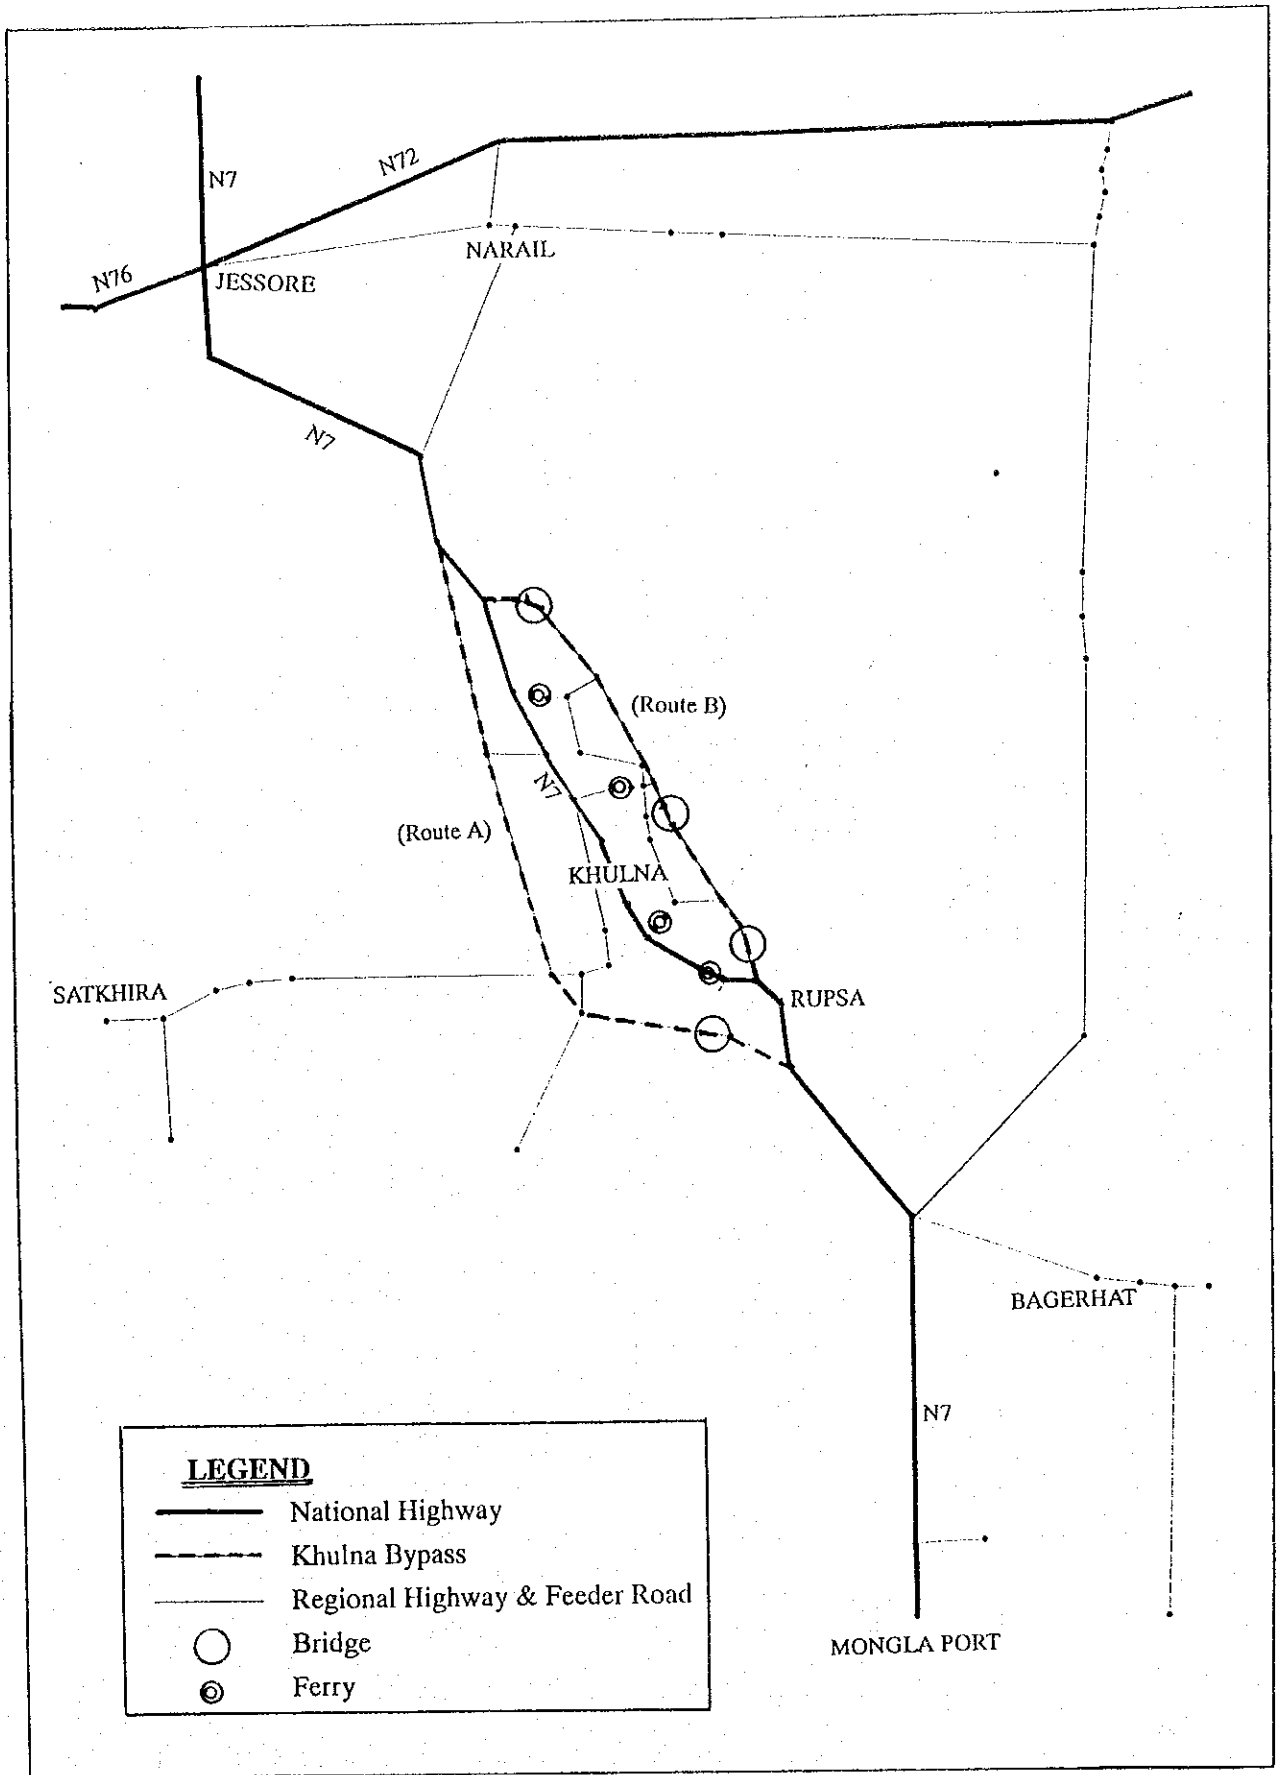 N72
N7
NARAIL
N76
JESSORE
N7
(Route B)
N7
(Route A)
KHULNA
SATKHIRA
RUPSA
BAGERHAT
N7
LEGEND
National Highway
Khulna Bypass
Regional Highway & Feeder Road
Bridge
Ferry
MONGLA PORT